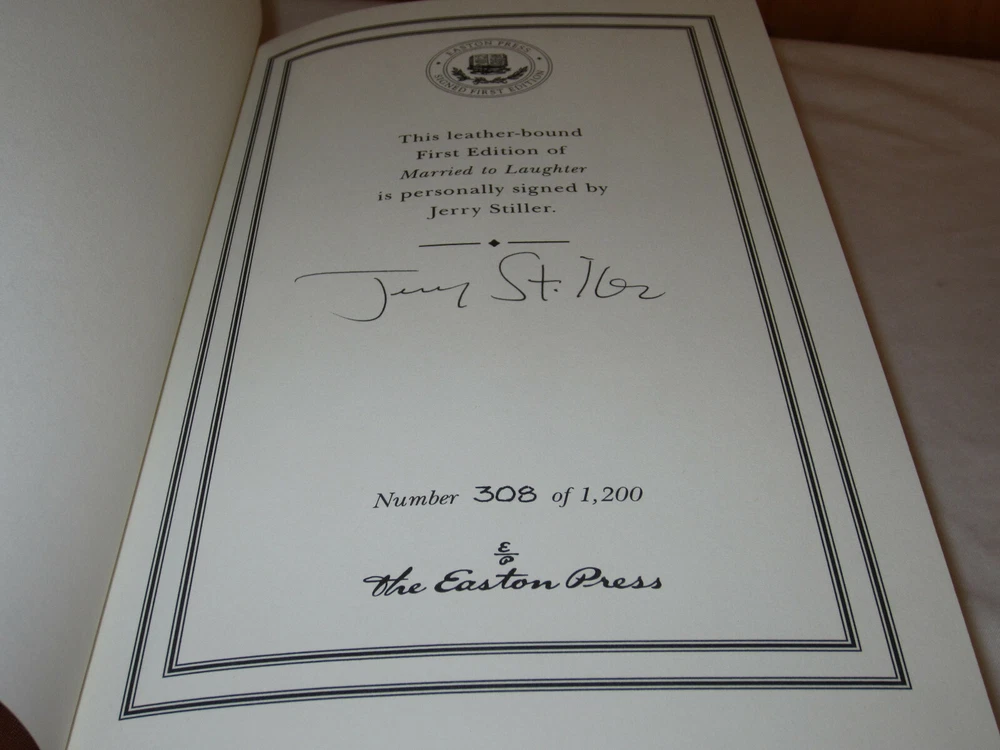 EASTON PRESS
SIGNED FIRST EDITION
This leather-bound
First Edition of
Married to Laughter
is personally signed by
Jerry Stiller.
Jerry Stiller
Number 308 of 1,200
E/P
the Easton Press